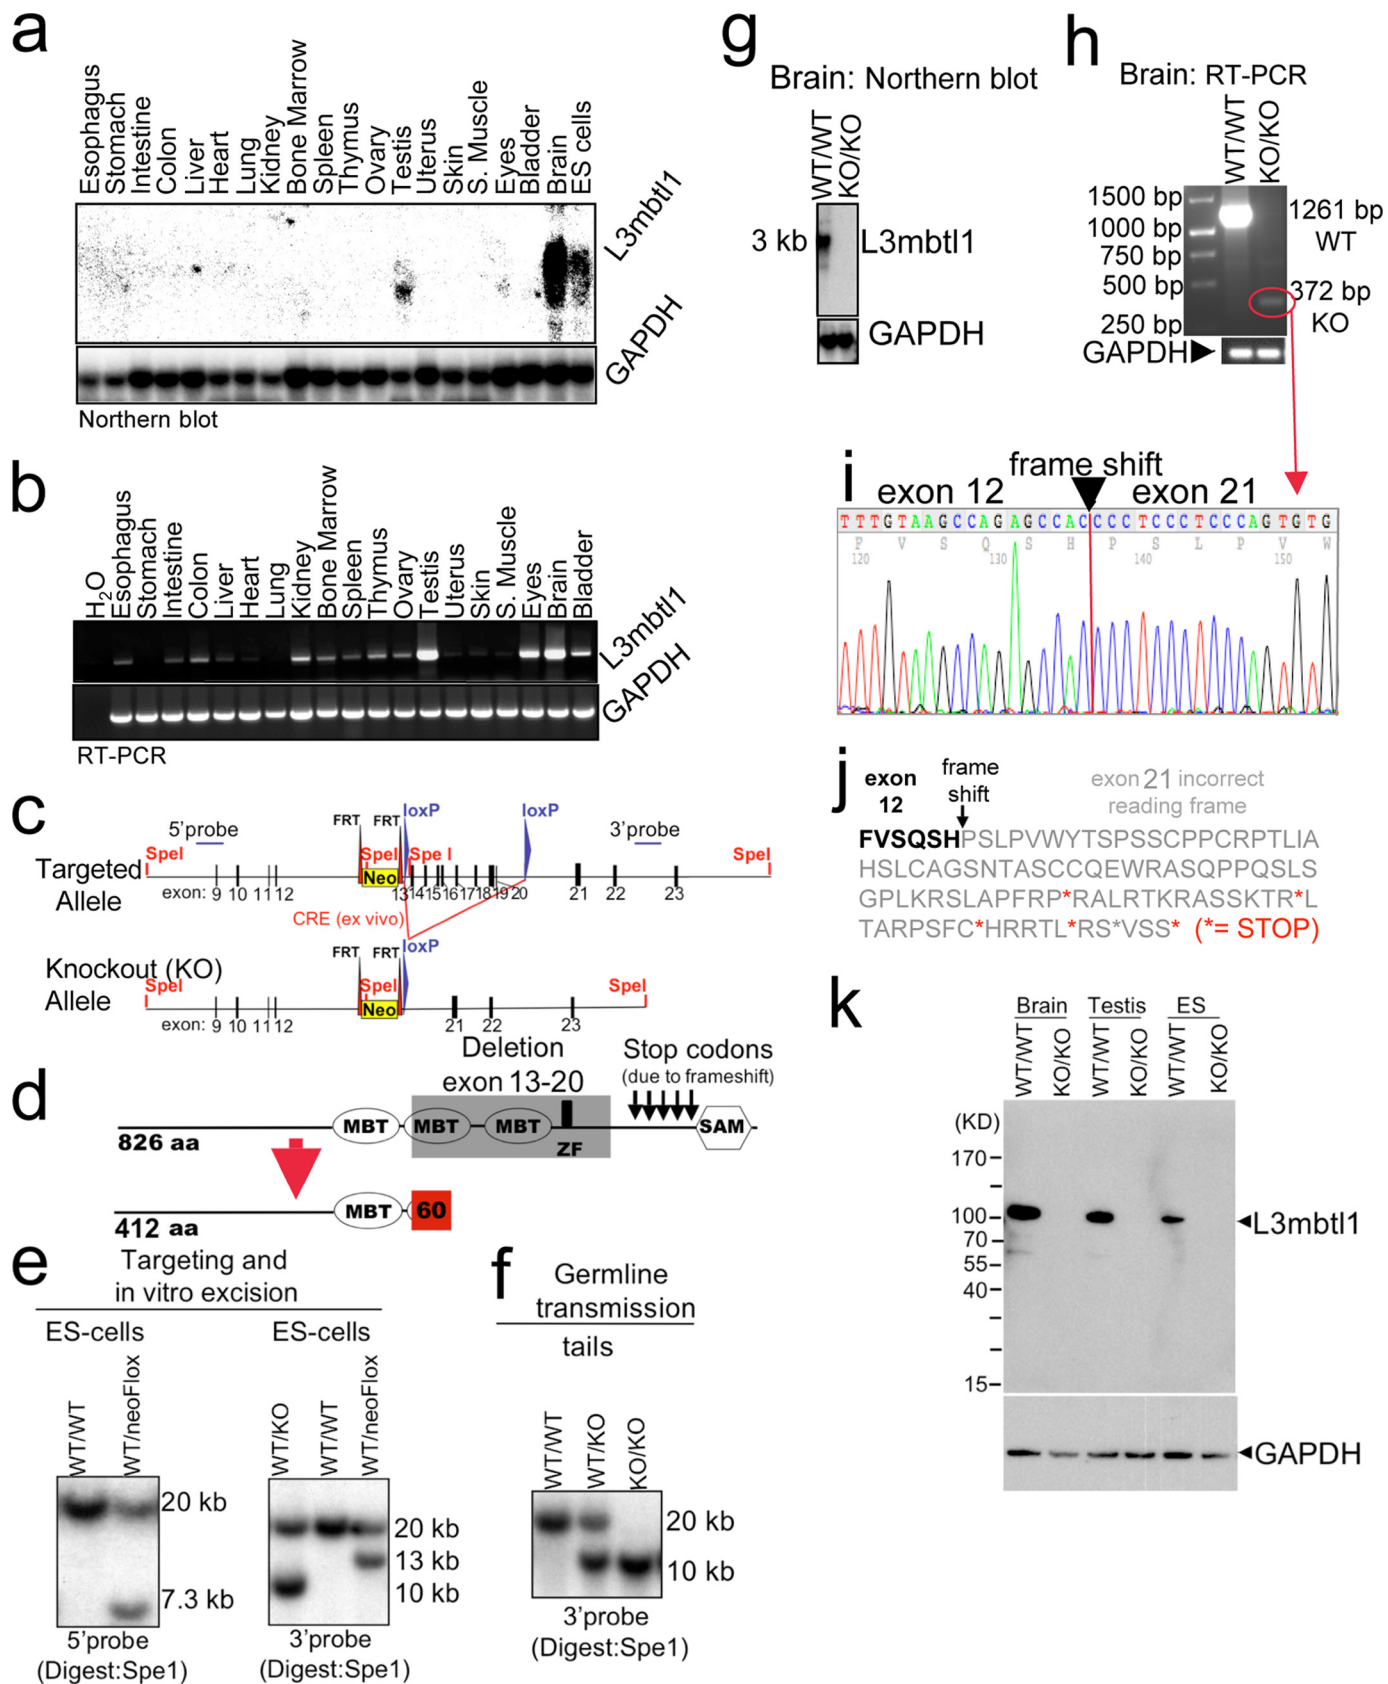 a
Esophagus
Stomach
Intestine
Colon
Liver
Heart
Lung
Kidney
Bone Marrow
Spleen
Thymus
Ovary
Testis
Uterus
Skin
S. Muscle
Eyes
Bladder
Brain
ES cells
L3mbtl1
GAPDH
Northern blot
b
H2O
Esophagus
Stomach
Intestine
Colon
Liver
Heart
Lung
Kidney
Bone Marrow
Spleen
Thymus
Ovary
Testis
Uterus
Skin
S. Muscle
Eyes
Brain
Bladder
L3mbtl1
GAPDH
RT-PCR
c
Targeted
Allele
SpeI
5'probe
FRT FRT
loxP
SpeI Spe I
Neo
loxP
3'probe
SpeI
exon: 9 10 11 12
13 14 15 16 17 18 19 20 21 22 23
CRE (ex vivo)
Knockout (KO)
Allele
SpeI
FRT FRT
loxP
SpeI
Neo
SpeI
exon: 9 10 11 12 21 22 23
d
Deletion
exon 13-20
Stop codons
(due to frameshift)
826 aa
MBT MBT MBT
ZF
SAM
412 aa
MBT 60
e
Targeting and
in vitro excision
ES-cells
WT/WT
WT/neoFlox
20 kb
7.3 kb
5'probe
(Digest:Spe1)
ES-cells
WT/KO
WT/WT
WT/neoFlox
20 kb
13 kb
10 kb
3'probe
(Digest:Spe1)
f
Germline
transmission
tails
WT/WT
WT/KO
KO/KO
20 kb
10 kb
3'probe
(Digest:Spe1)
g
Brain: Northern blot
WT/WT
KO/KO
3 kb
L3mbtl1
GAPDH
h
Brain: RT-PCR
WT/WT
KO/KO
1500 bp
1000 bp
750 bp
500 bp
250 bp
1261 bp
WT
372 bp
KO
GAPDH
i
frame shift
exon 12 exon 21
TTTGTAAGCCAGAGCCACCCCTCCCTCCCAGTGTG
F V S Q S H P S L P V W
120 130 140 150
j
exon
12
frame
shift
exon 21 incorrect
reading frame
FVSQSHPSLPVWYTSPSSCPPCRPTLIA
HSLCAGSNTASCCQEWRASQPPQSLS
GPLKRSLAPFRP*RALRTKRASSKTR*L
TARPSFC*HRRTL*RS*VSS* (*= STOP)
k
Brain Testis ES
WT/WT
KO/KO
WT/WT
KO/KO
WT/WT
KO/KO
(KD)
170
100
70
55
40
15
L3mbtl1
GAPDH